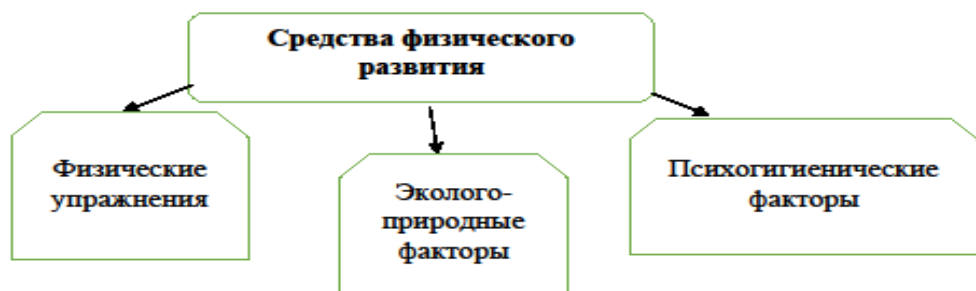 Средства физического
развития
Физические
упражнения
Эколого-
природные
факторы
Психогигиенические
факторы